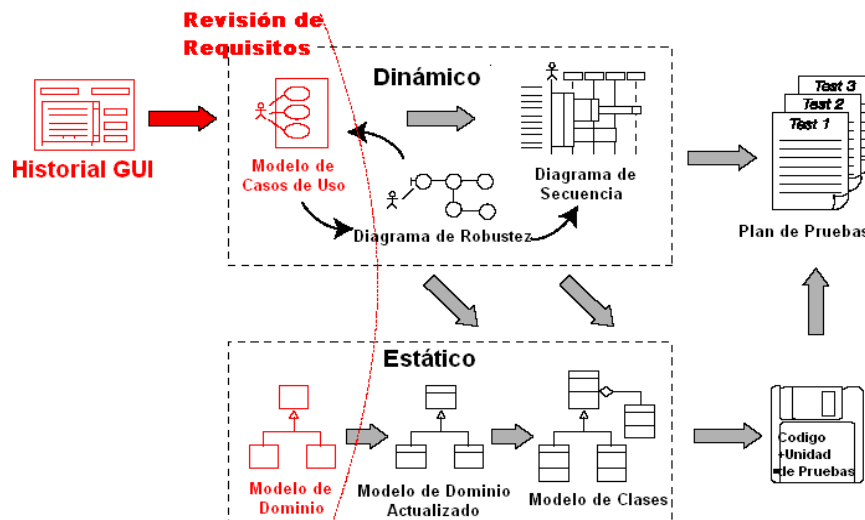 Revisión de
Requisitos
Dinámico
Historial GUI
Modelo de
Casos de Uso
Diagrama de Robustez
Diagrama de
Secuencia
Test 3
Test 2
Test 1
Plan de Pruebas
Estático
Modelo de
Dominio
Modelo de Dominio
Actualizado
Modelo de Clases
Codigo
+Unidad
de Pruebas